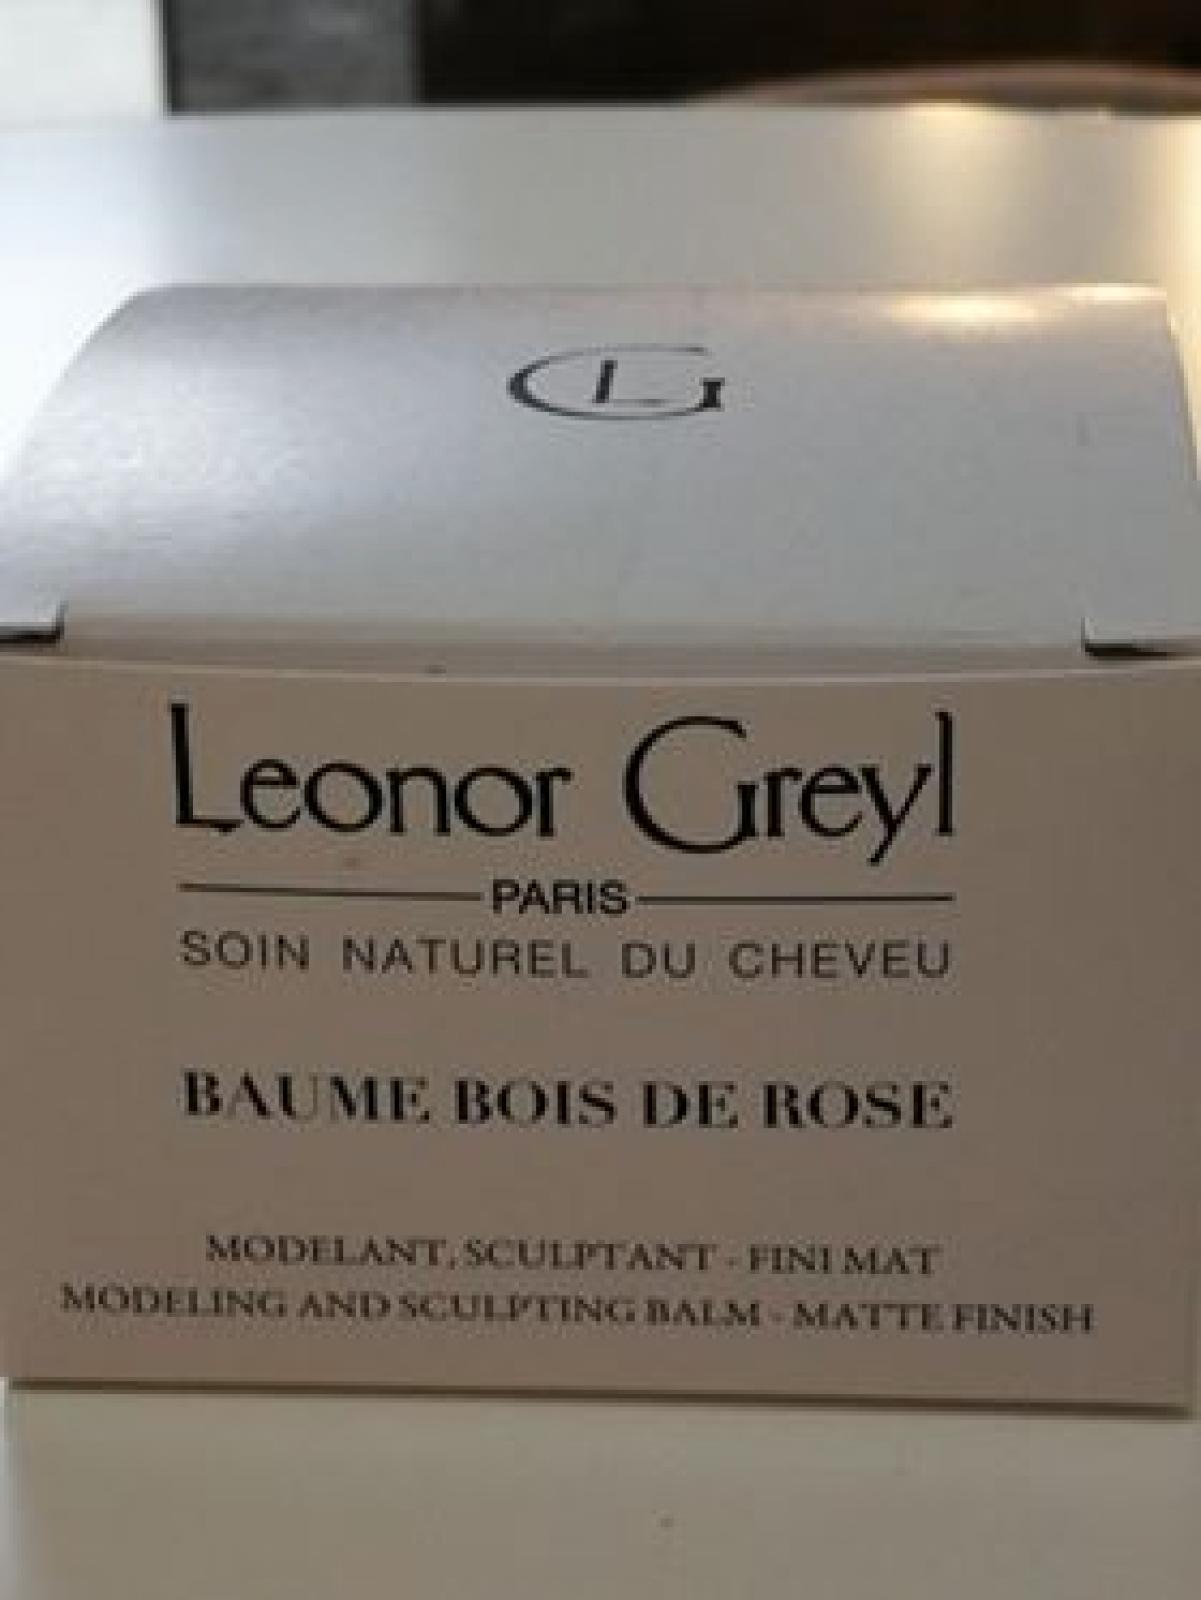 LG
Leonor Greyl
PARIS
SOIN NATUREL DU CHEVEU
BAUME BOIS DE ROSE
MODELANT, SCULPTANT - FINI MAT
MODELING AND SCULPTING BALM - MATTE FINISH